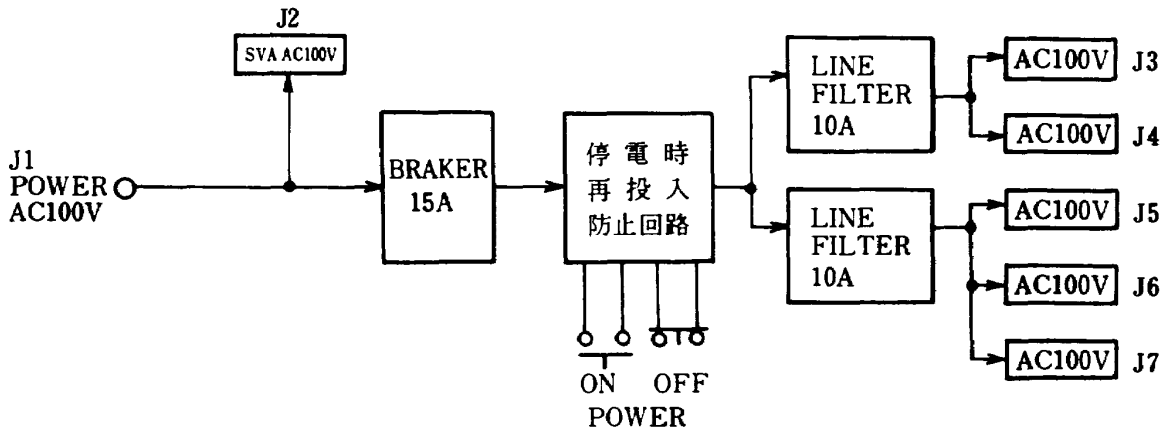 J2
SVA AC100V
J1
POWER
AC100V
BRAKER
15A
停電時
再投入
防止回路
ON OFF
POWER
LINE
FILTER
10A
LINE
FILTER
10A
AC100V J3
AC100V J4
AC100V J5
AC100V J6
AC100V J7